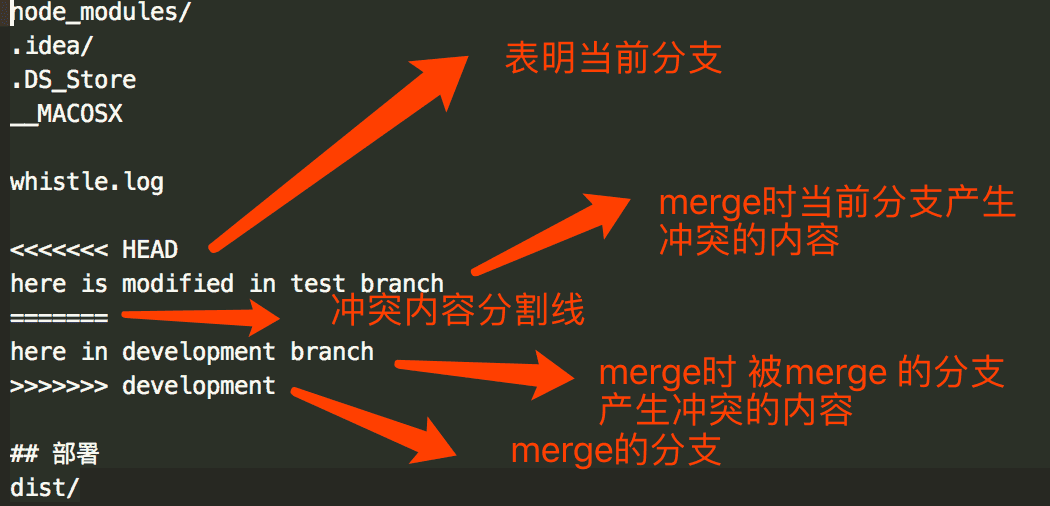 node_modules/
.idea/
表明当前分支
.DS_Store
__MACOSX
whistle.log
merge时当前分支产生
冲突的内容
<<<<<<< HEAD
here is modified in test branch
冲突内容分割线
=======
here in development branch
merge时 被merge 的分支
产生冲突的内容
>>>>>>> development
merge的分支
## 部署
dist/